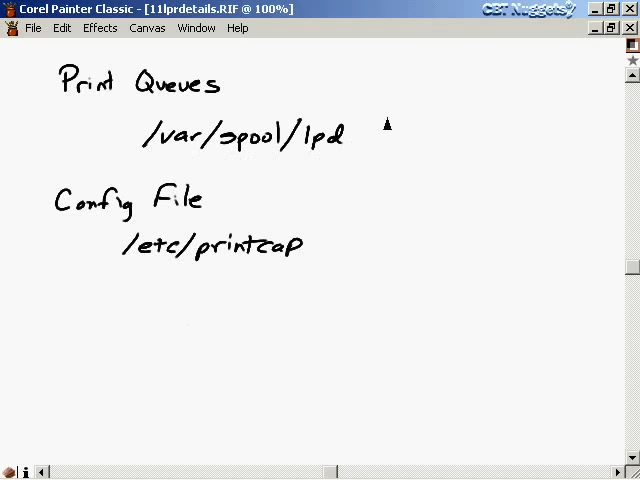 Corel Painter Classic - [11lprdetails.RIF @ 100%]
CBT Nuggets
File Edit Effects Canvas Window Help
Print Queues
/var/spool/lpd
Config File
/etc/printcap